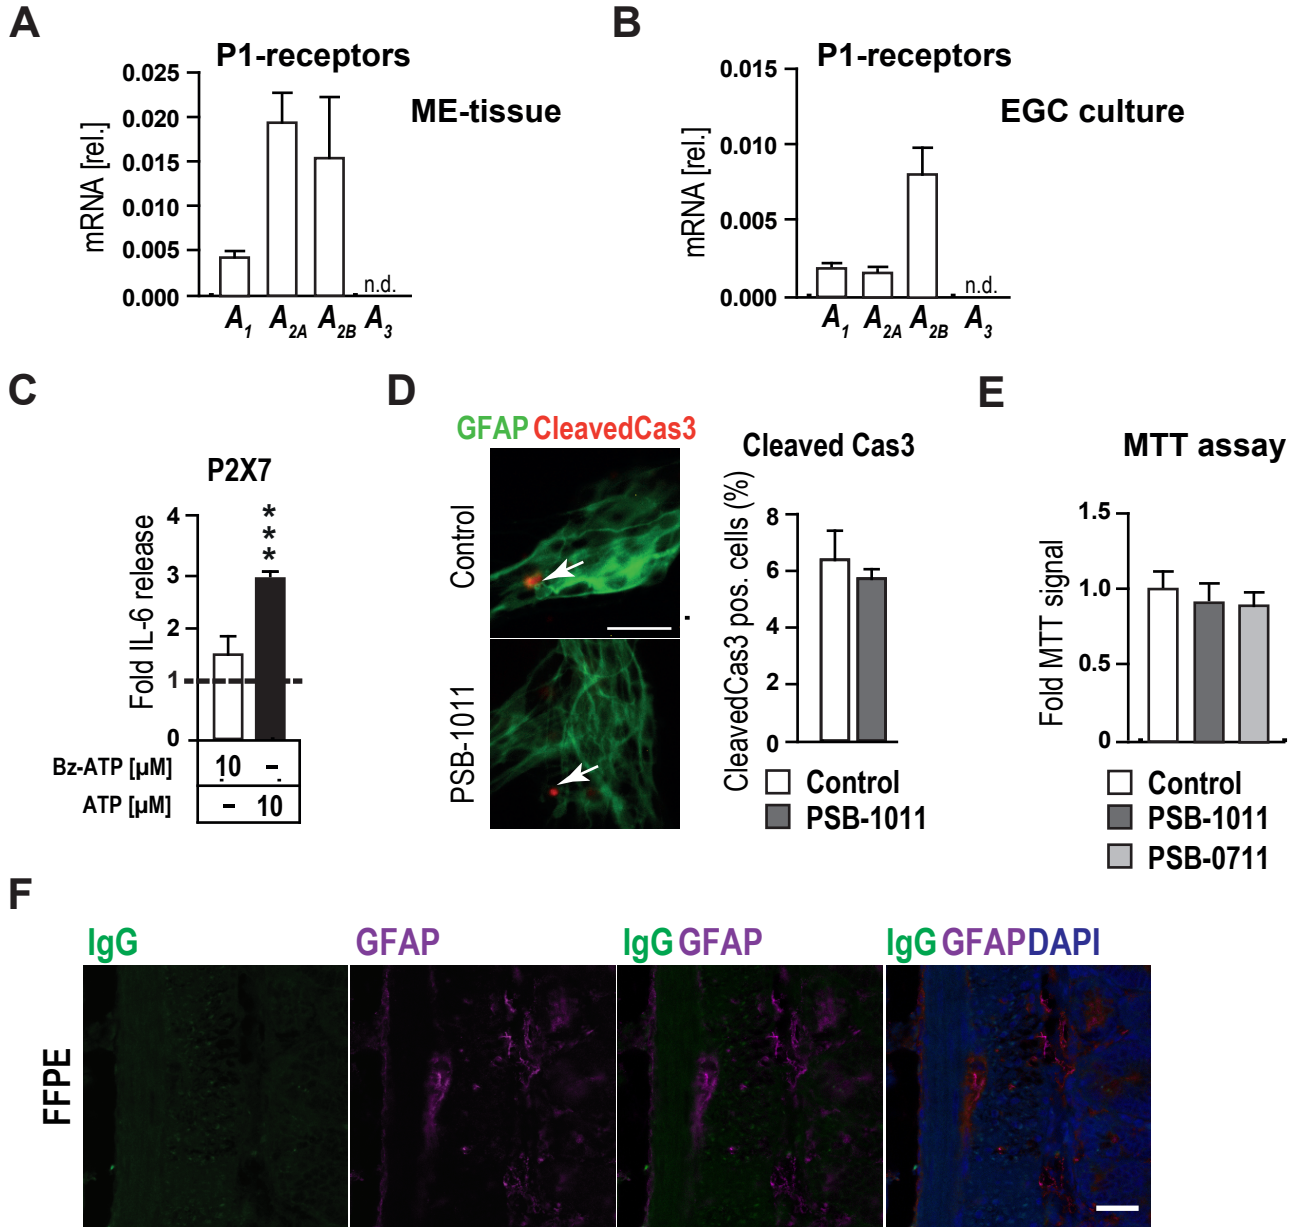 A
P1-receptors
ME-tissue
mRNA [rel.]
0.025
0.020
0.015
0.010
0.005
0.000
n.d.
A1 A2A A2B A3
B
P1-receptors
EGC culture
mRNA [rel.]
0.015
0.010
0.005
0.000
n.d.
A1 A2A A2B A3
C
P2X7
Fold IL-6 release
4
3
2
1
0
***
Bz-ATP [µM] 10 –
ATP [µM] – 10
D
GFAP CleavedCas3
Control
PSB-1011
Cleaved Cas3
CleavedCas3 pos. cells (%)
8
6
4
2
0
Control
PSB-1011
E
MTT assay
Fold MTT signal
1.5
1.0
0.5
0
Control
PSB-1011
PSB-0711
F
IgG
GFAP
IgG GFAP
IgG GFAP DAPI
FFPE